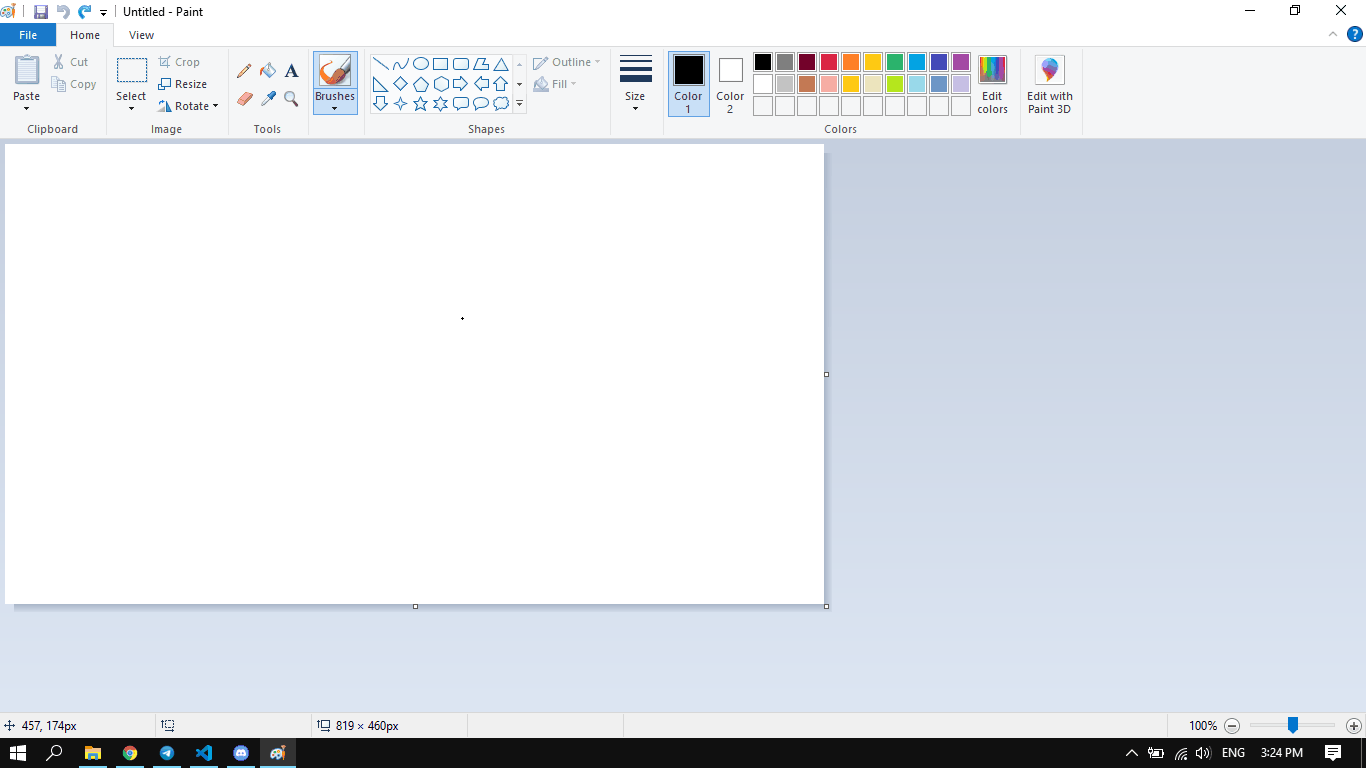 Untitled - Paint
File Home View
Paste
Cut
Copy
Clipboard
Select
Crop
Resize
Rotate
Image
A
Tools
Brushes
Outline
Fill
Shapes
Size
Color 1
Color 2
Edit colors
Colors
Edit with Paint 3D
457, 174px
819 × 460px
100%
ENG 3:24 PM